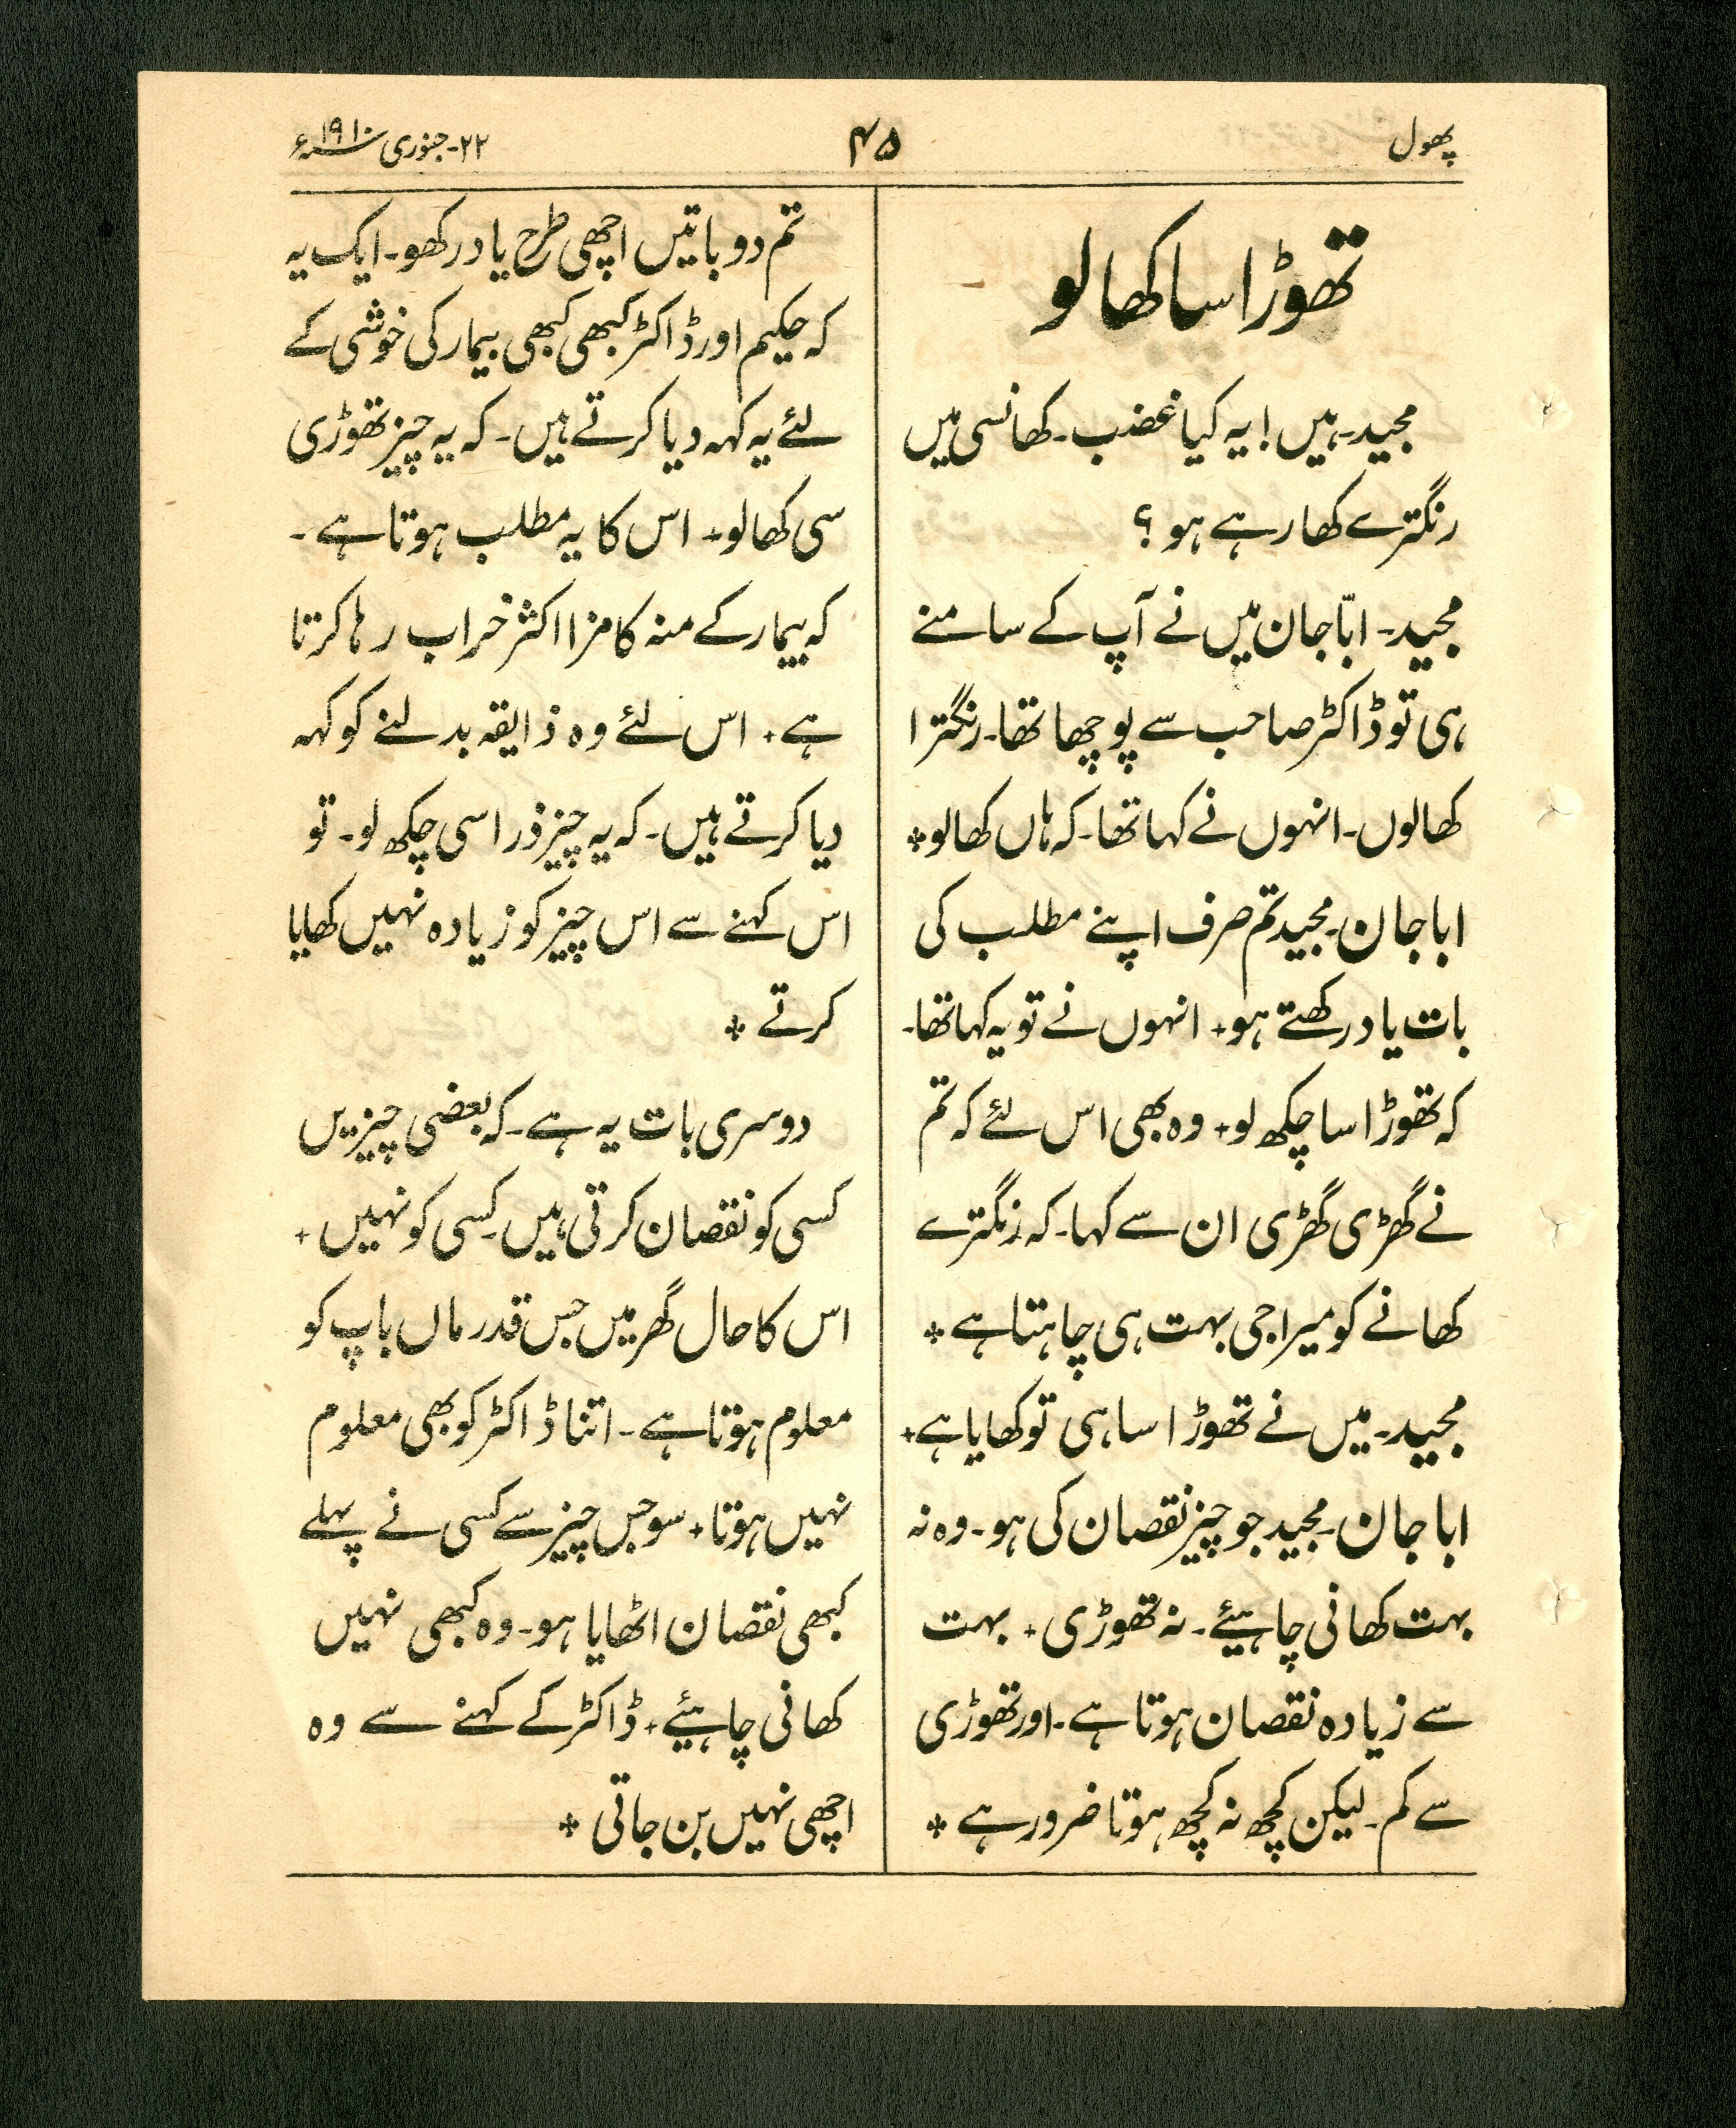 پھول
۴۵
۲۲-جنوری ۱۹۱۰ء
تھوڑا سا کھا لو
مجید۔ ہیں! یہ کیا غضب۔ کھانسی میں
رنگترے کھا رہے ہو؟
مجید۔ ابّا جان میں نے آپ کے سامنے
ہی تو ڈاکٹر صاحب سے پوچھا تھا۔ رنگترا
کھا لوں۔ انہوں نے کہا تھا۔ کہ ہاں کھا لو٭
ابا جان۔ مجید تم صرف اپنے مطلب کی
بات یاد رکھتے ہو+ انہوں نے تو یہ کہا تھا۔
کہ تھوڑا سا چکھ لو+ وہ بھی اس لئے کہ تم
نے گھڑی گھڑی ان سے کہا۔ کہ رنگترے
کھانے کو میرا جی بہت ہی چاہتا ہے ٭
مجید۔ میں نے تھوڑا سا ہی تو کھایا ہے+
ابا جان۔ مجید جو چیز نقصان کی ہو۔ وہ نہ
بہت کھانی چاہیئے۔ نہ تھوڑی + بہت
سے زیادہ نقصان ہوتا ہے۔ اور تھوڑی
سے کم۔ لیکن کچھ نہ کچھ ہوتا ضرور ہے ٭
تم دو باتیں اچھی طرح یاد رکھو۔ ایک یہ
کہ حکیم اور ڈاکٹر کبھی کبھی بیمار کی خوشی کے
لئے یہ کہہ دیا کرتے ہیں۔ کہ یہ چیز تھوڑی
سی کھا لو+ اس کا یہ مطلب ہوتا ہے۔
کہ بیمار کے منہ کا مزا اکثر خراب رہا کرتا
ہے+ اس لئے وہ ذایقہ بدلنے کو کہہ
دیا کرتے ہیں۔ کہ یہ چیز ذرا سی چکھ لو۔ تو
اس کہنے سے اس چیز کو زیادہ نہیں کھایا
کرتے ٭
دوسری بات یہ ہے۔ کہ بعضی چیزیں
کسی کو نقصان کرتی ہیں۔ کسی کو نہیں +
اس کا حال گھر میں جس قدر ماں باپ کو
معلوم ہوتا ہے۔ اتنا ڈاکٹر کو بھی معلوم
نہیں ہوتا+ سو جس چیز سے کسی نے پہلے
کبھی نقصان اٹھایا ہو۔ وہ کبھی نہیں
کھانی چاہیئے+ ڈاکٹر کے کہنے سے وہ
اچھی نہیں بن جاتی ٭